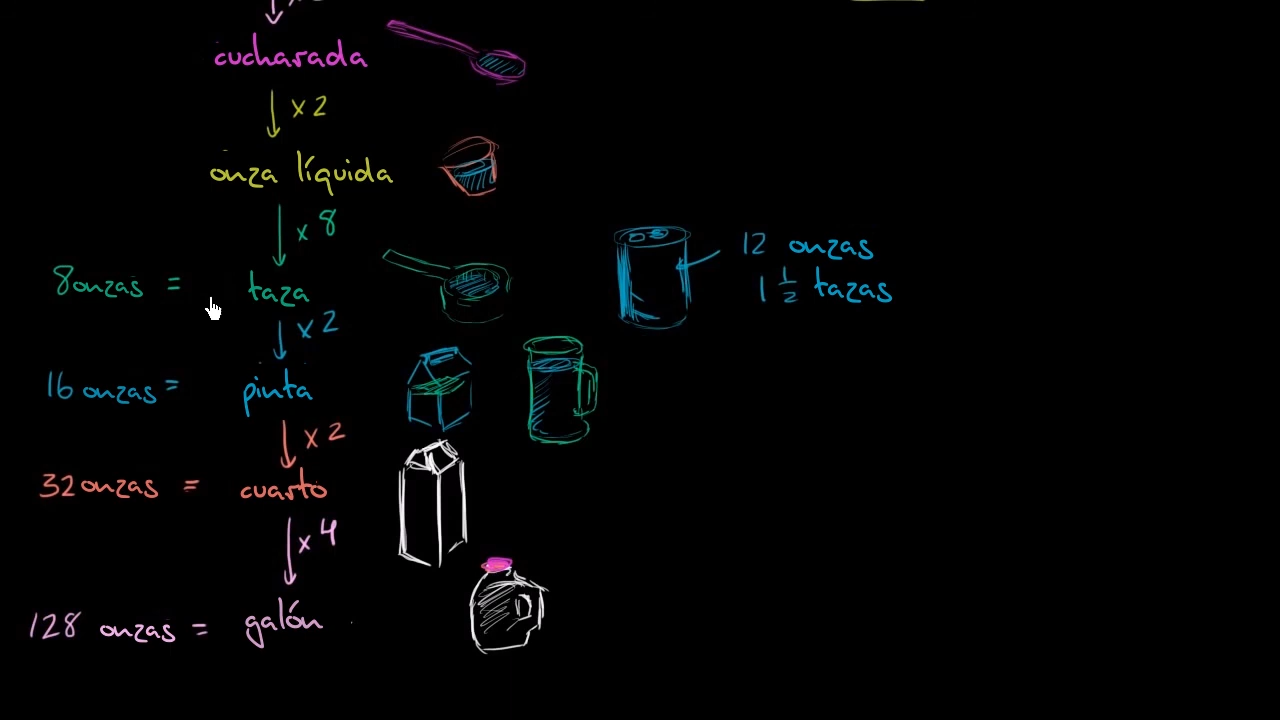 cucharada
x 2
onza líquida
x 8
8 onzas = taza
12 onzas
1 1/2 tazas
x 2
16 onzas = pinta
x 2
32 onzas = cuarto
x 4
128 onzas = galón